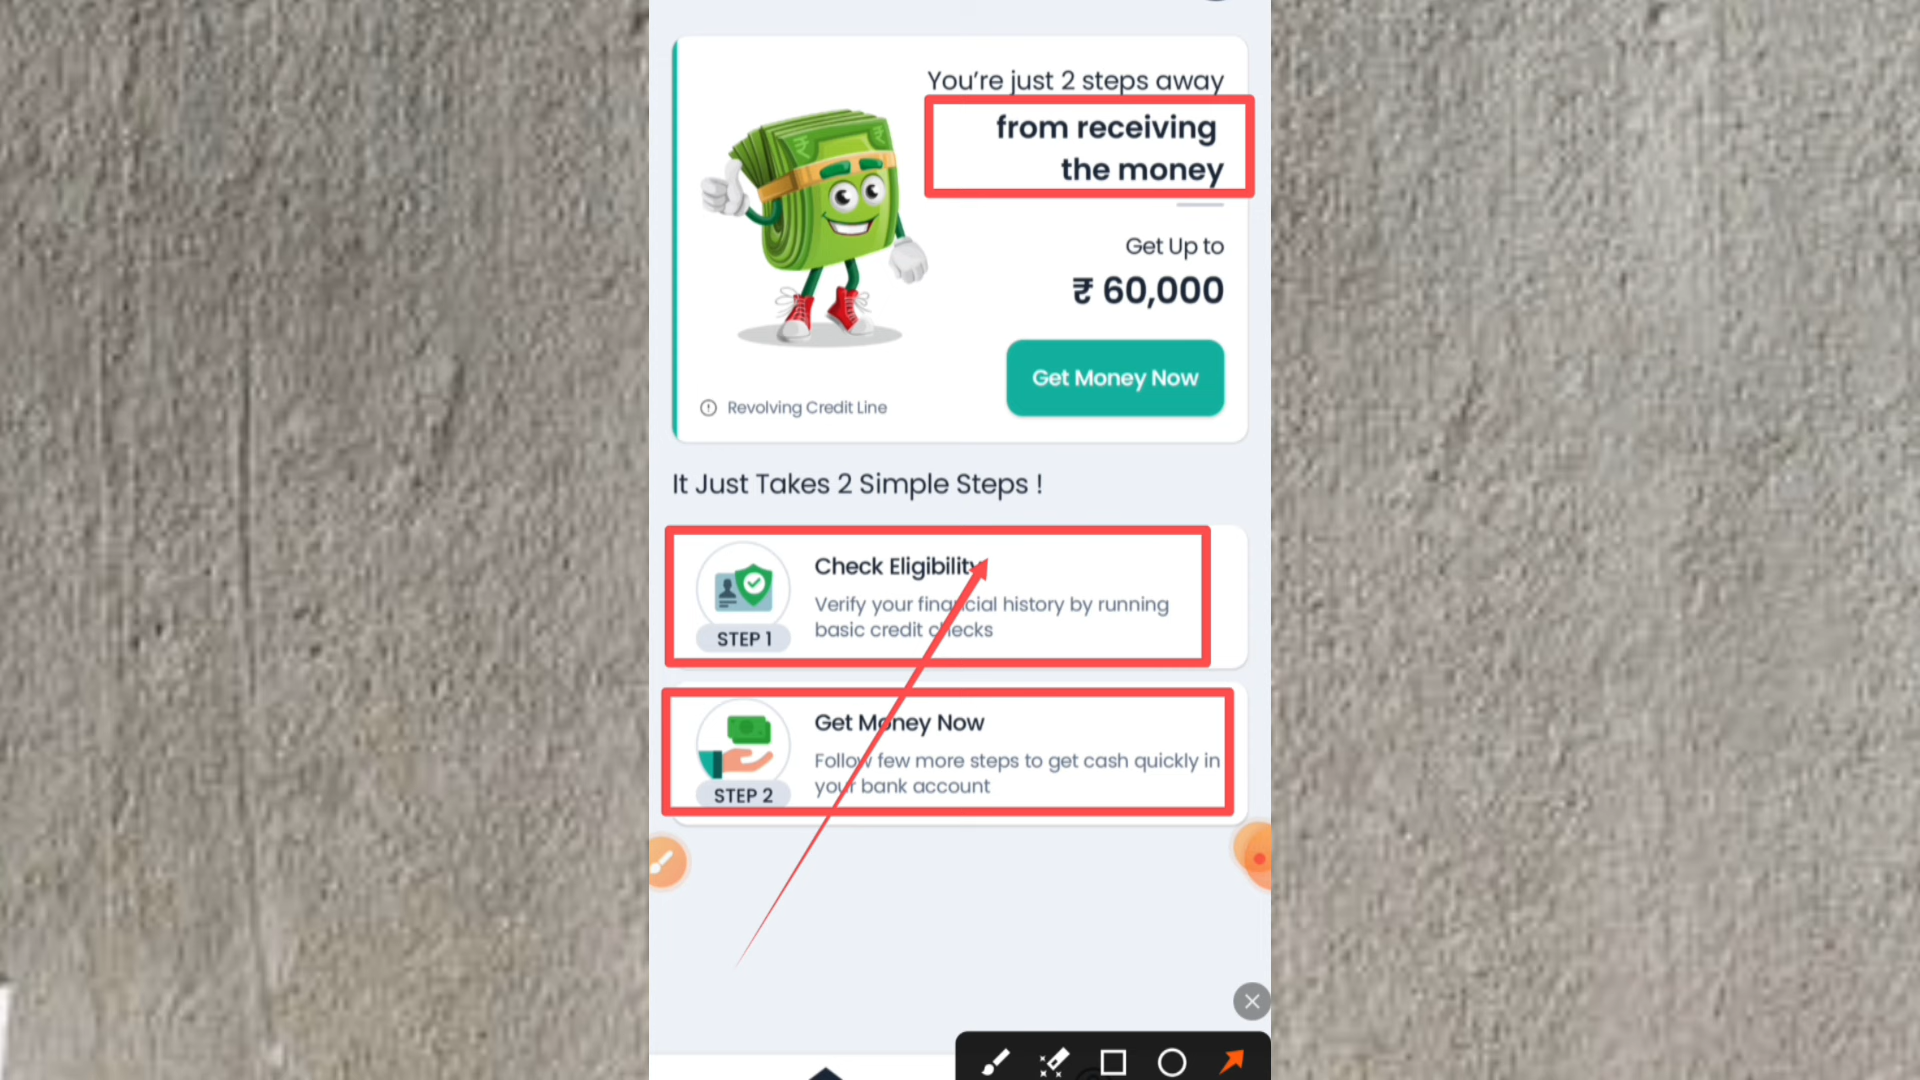 You're just 2 steps away
from receiving
the money
Get Up to
₹ 60,000
Get Money Now
Revolving Credit Line
It Just Takes 2 Simple Steps !
Check Eligibility
Verify your financial history by running
basic credit checks
STEP 1
Get Money Now
Follow few more steps to get cash quickly in
your bank account
STEP 2